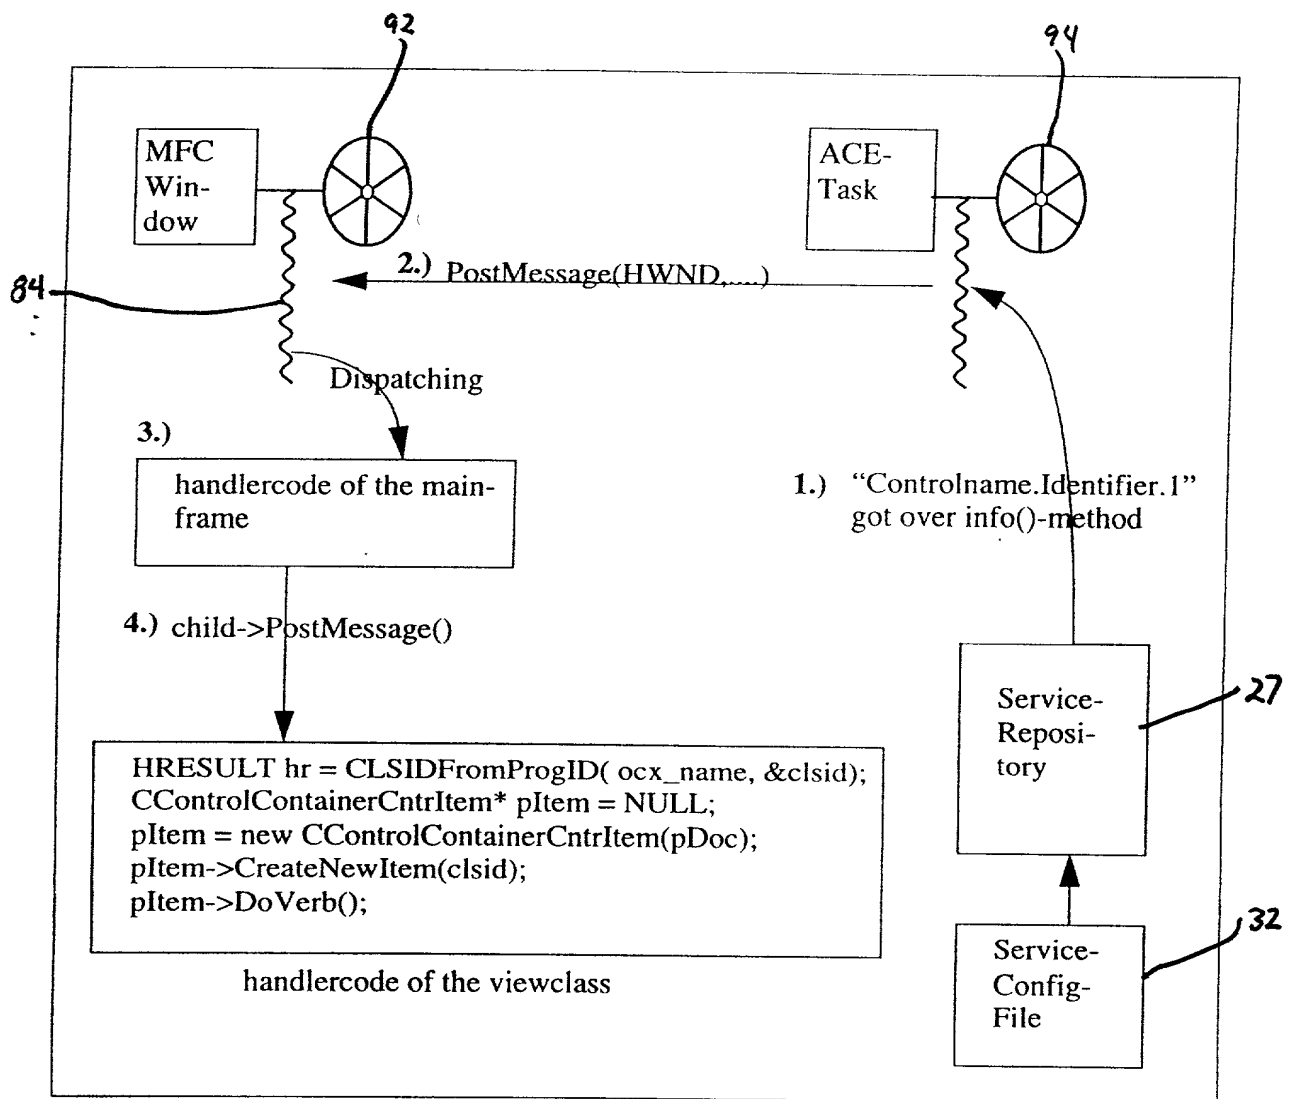 92
94
MFC
Win-
dow
ACE-
Task
2.) PostMessage(HWND,....)
84
Dispatching
3.)
handlercode of the main-
frame
1.) “Controlname.Identifier.1”
got over info()-method
4.) child->PostMessage()
Service-
Reposi-
tory
27
HRESULT hr = CLSIDFromProgID( ocx_name, &clsid);
CControlContainerCntrItem* pItem = NULL;
pItem = new CControlContainerCntrItem(pDoc);
pItem->CreateNewItem(clsid);
pItem->DoVerb();
handlercode of the viewclass
Service-
Config-
File
32